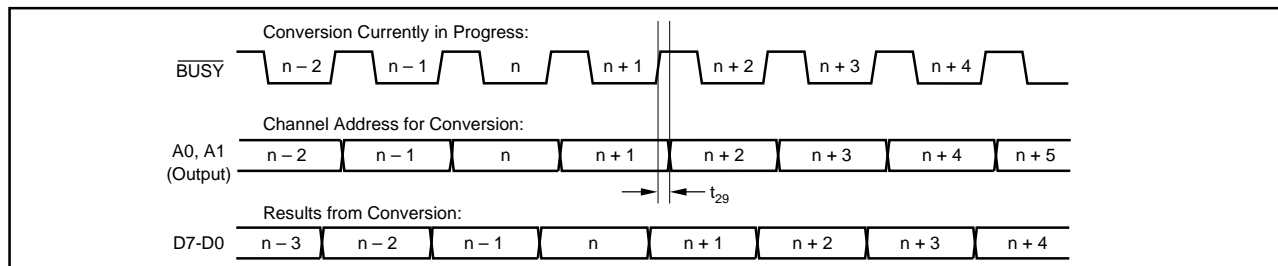 Conversion Currently in Progress:
BUSY n – 2 n – 1 n n + 1 n + 2 n + 3 n + 4
Channel Address for Conversion:
A0, A1 (Output) n – 2 n – 1 n n + 1 n + 2 n + 3 n + 4 n + 5
t29
Results from Conversion:
D7-D0 n – 3 n – 2 n – 1 n n + 1 n + 2 n + 3 n + 4